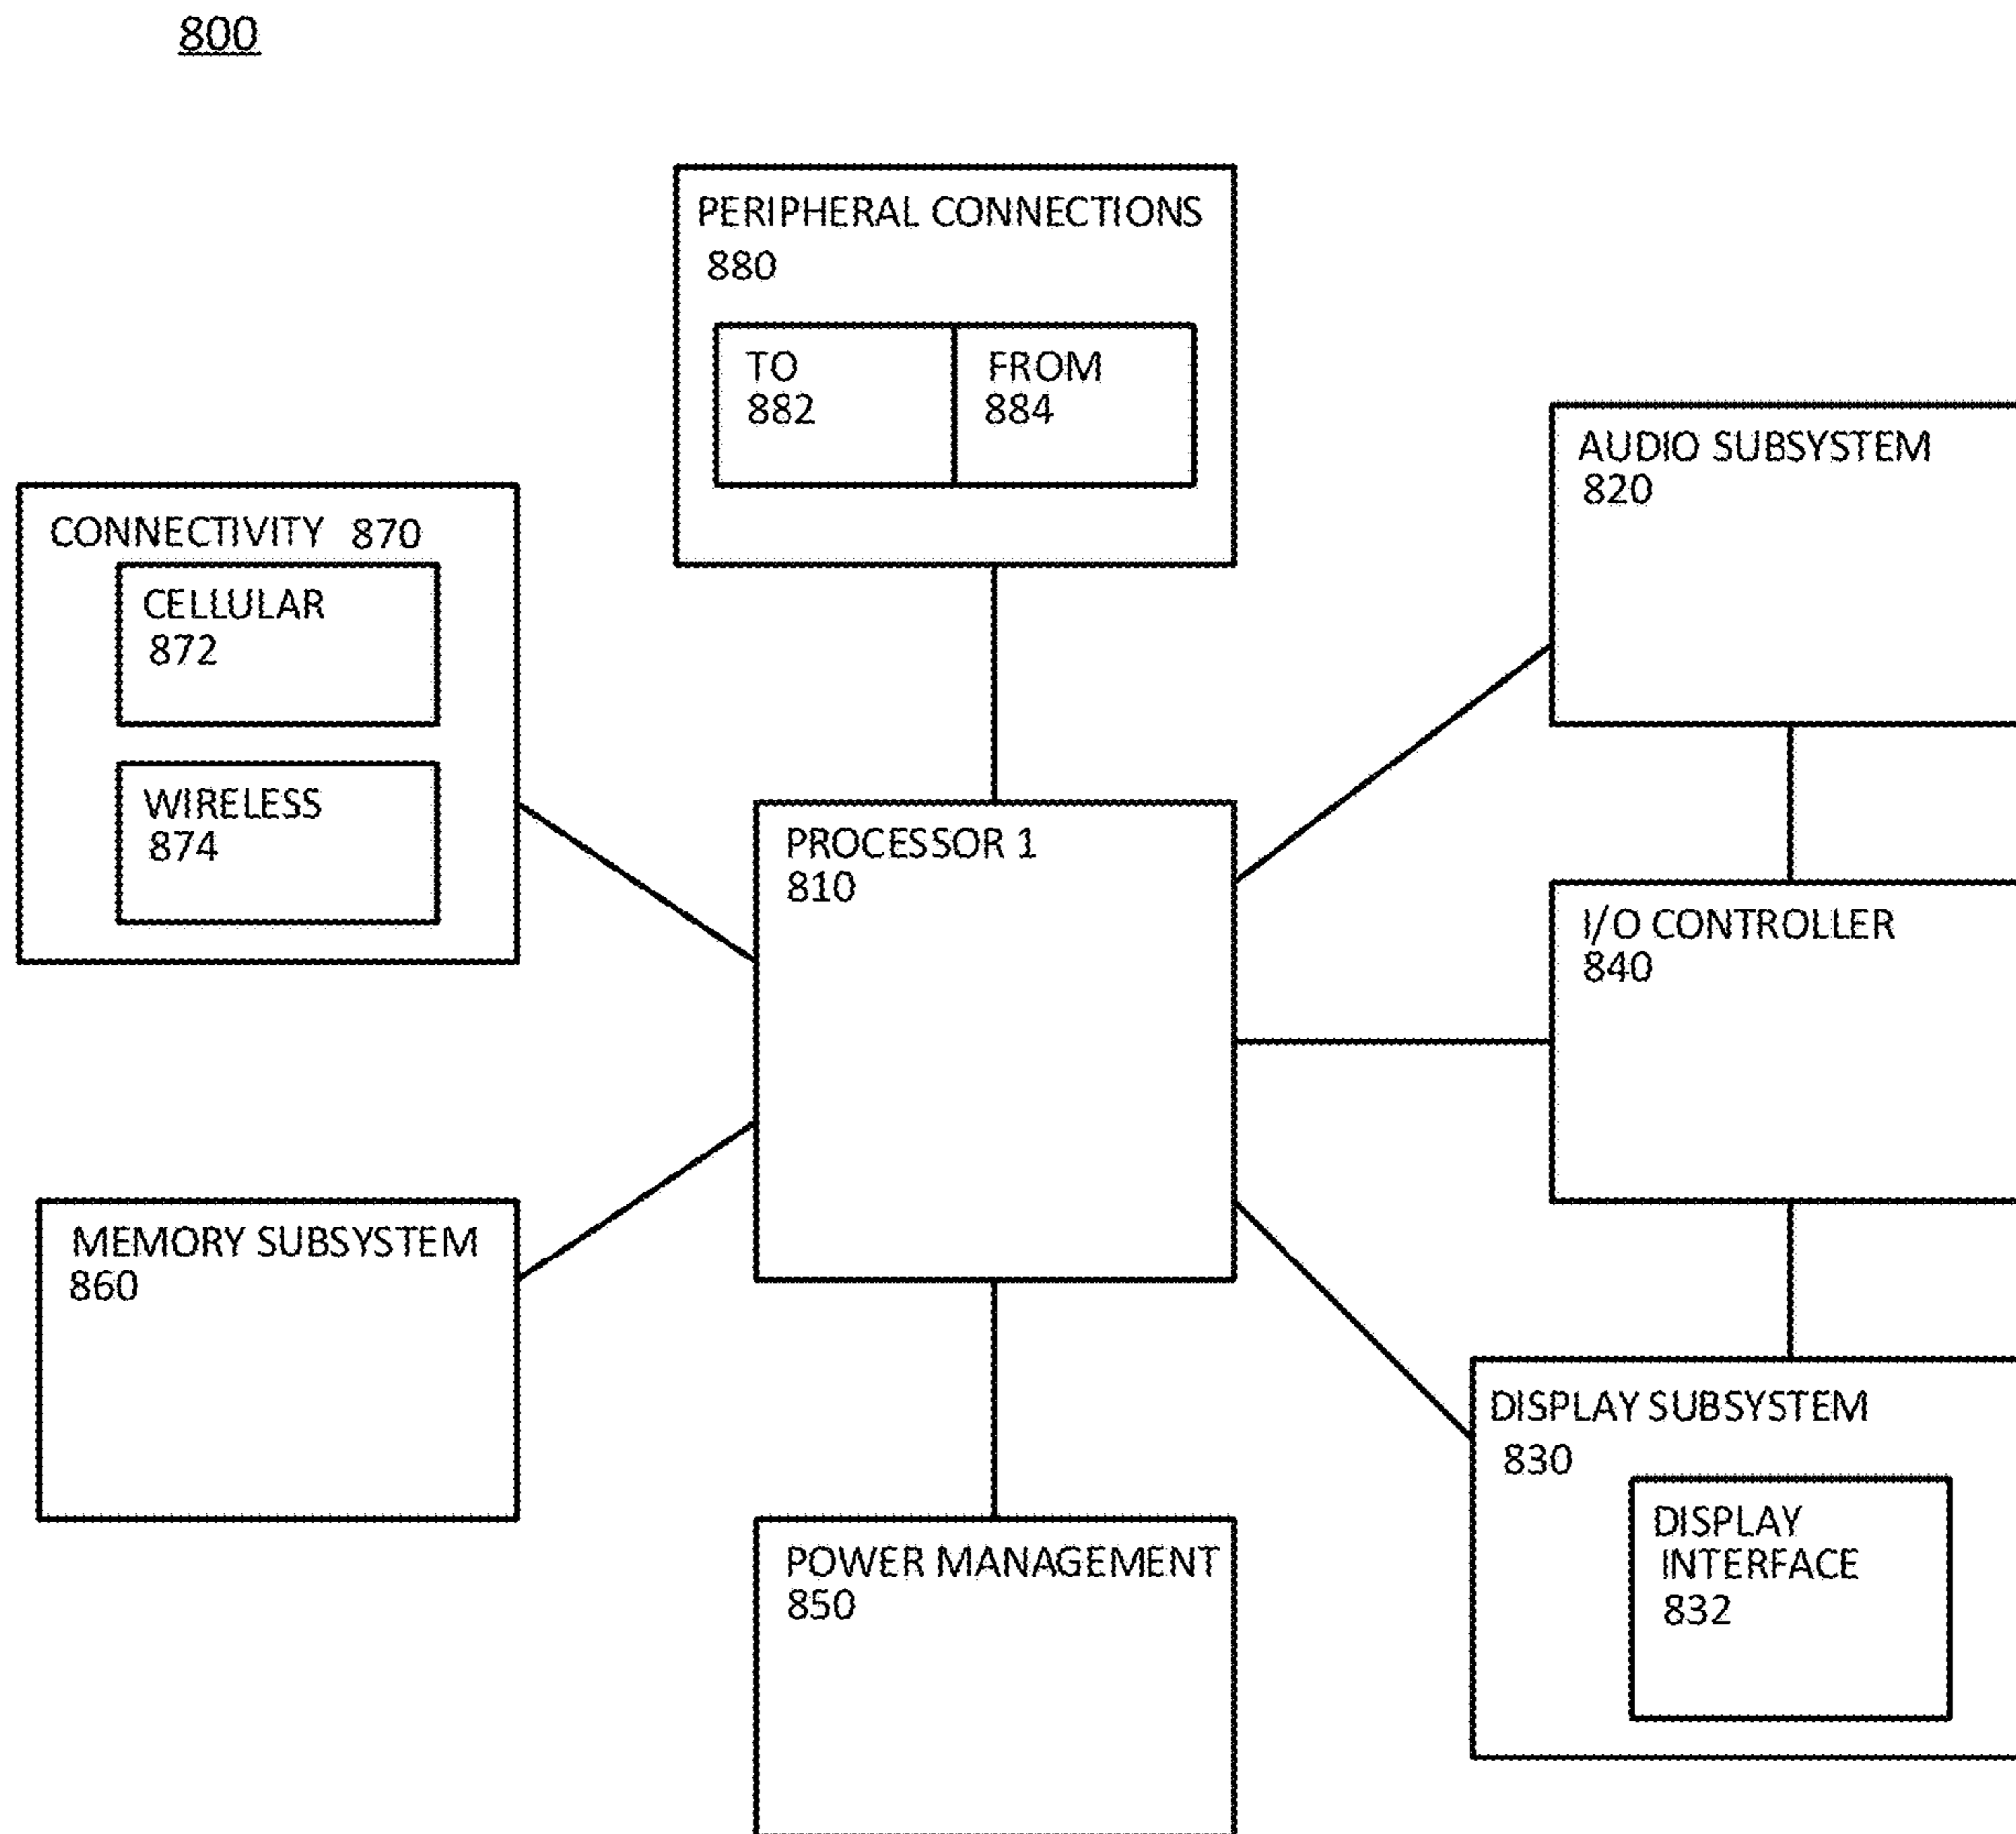 800
PERIPHERAL CONNECTIONS
880
TO
882
FROM
884
AUDIO SUBSYSTEM
820
CONNECTIVITY 870
CELLULAR
872
WIRELESS
874
PROCESSOR 1
810
I/O CONTROLLER
840
MEMORY SUBSYSTEM
860
DISPLAY SUBSYSTEM
830
DISPLAY
INTERFACE
832
POWER MANAGEMENT
850